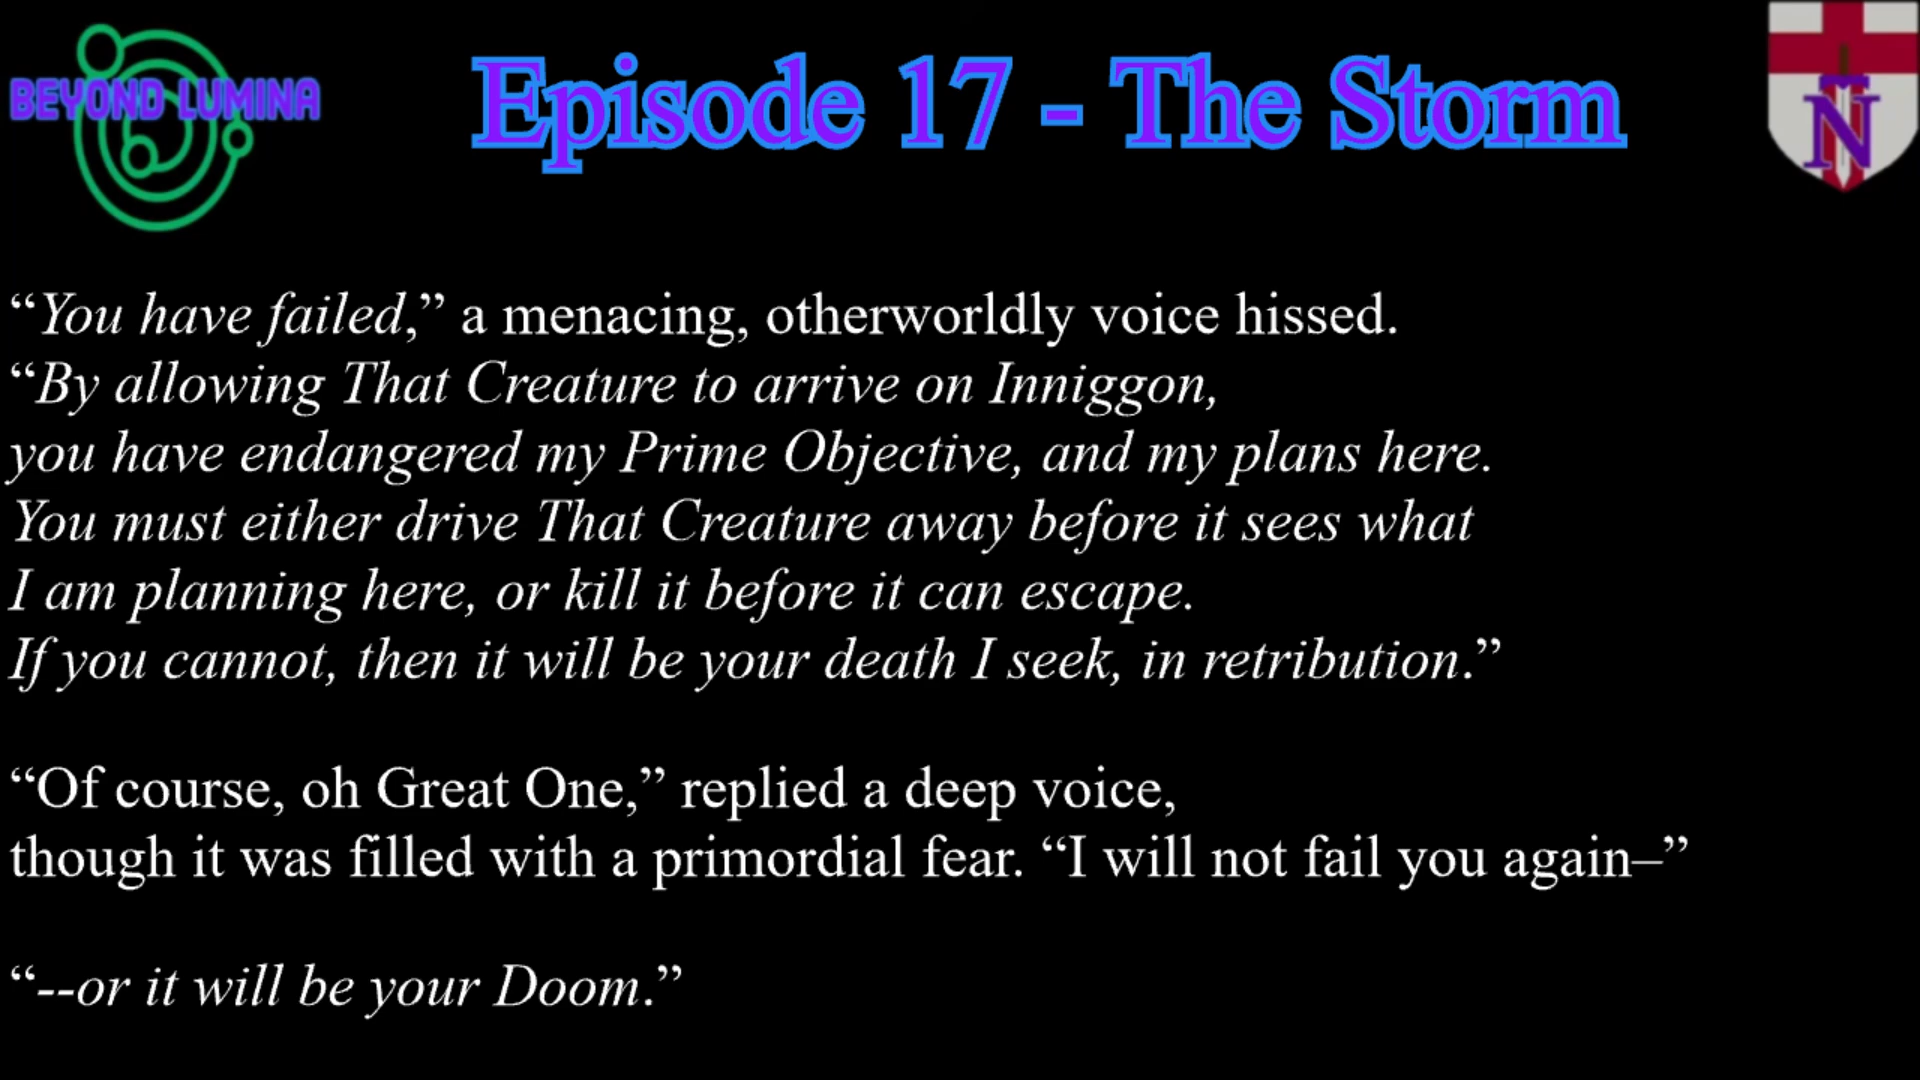 BEYOND LUMINA
Episode 17 - The Storm
N
“You have failed,” a menacing, otherworldly voice hissed.
“By allowing That Creature to arrive on Inniggon,
you have endangered my Prime Objective, and my plans here.
You must either drive That Creature away before it sees what
I am planning here, or kill it before it can escape.
If you cannot, then it will be your death I seek, in retribution.”
“Of course, oh Great One,” replied a deep voice,
though it was filled with a primordial fear. “I will not fail you again–”
“--or it will be your Doom.”